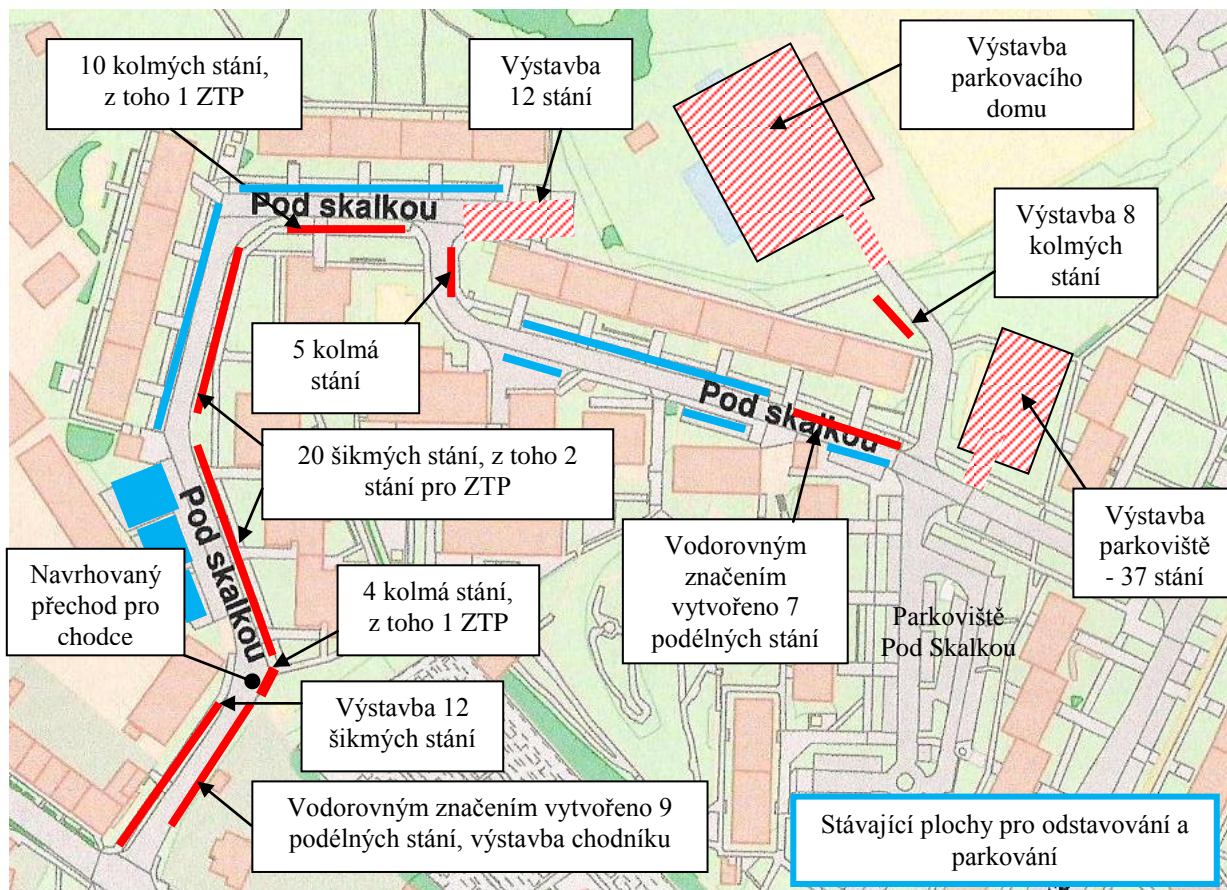 10 kolmých stání,
z toho 1 ZTP
Výstavba
12 stání
Výstavba
parkovacího
domu
Pod skalkou
Výstavba 8
kolmých
stání
5 kolmá
stání
Pod skalkou
20 šikmých stání, z toho 2
stání pro ZTP
Pod skalkou
Výstavba
parkoviště
- 37 stání
Vodorovným
značením
vytvořeno 7
podélných stání
Navrhovaný
přechod pro
chodce
4 kolmá stání,
z toho 1 ZTP
Parkoviště
Pod Skalkou
Výstavba 12
šikmých stání
Vodorovným značením vytvořeno 9
podélných stání, výstavba chodníku
Stávající plochy pro odstavování a
parkování